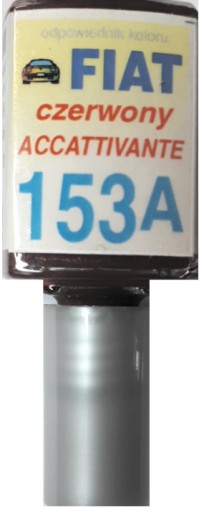 odpowiednik koloru
FIAT
czerwony
ACCATTIVANTE
153A